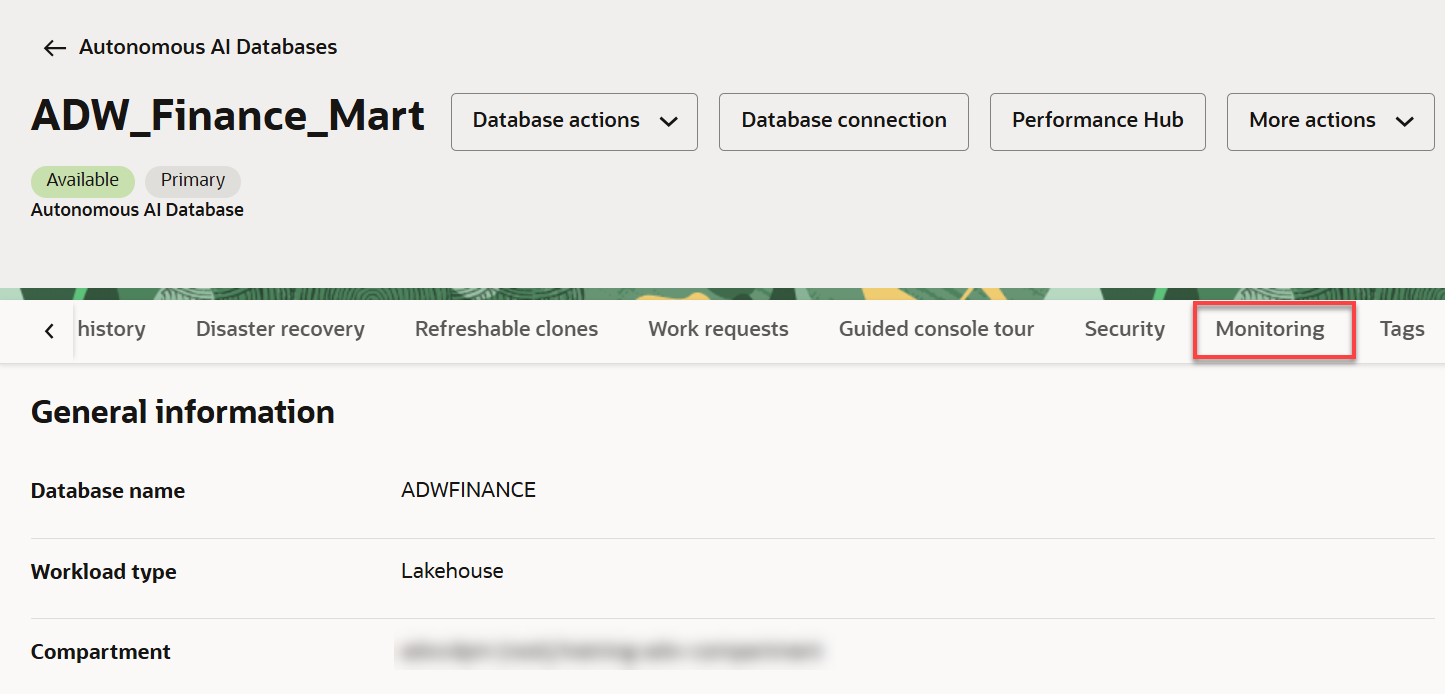 Autonomous AI Databases
ADW_Finance_Mart Database actions Database connection Performance Hub More actions
Available Primary
Autonomous AI Database
history Disaster recovery Refreshable clones Work requests Guided console tour Security Monitoring Tags
General information
Database name ADWFINANCE
Workload type Lakehouse
Compartment